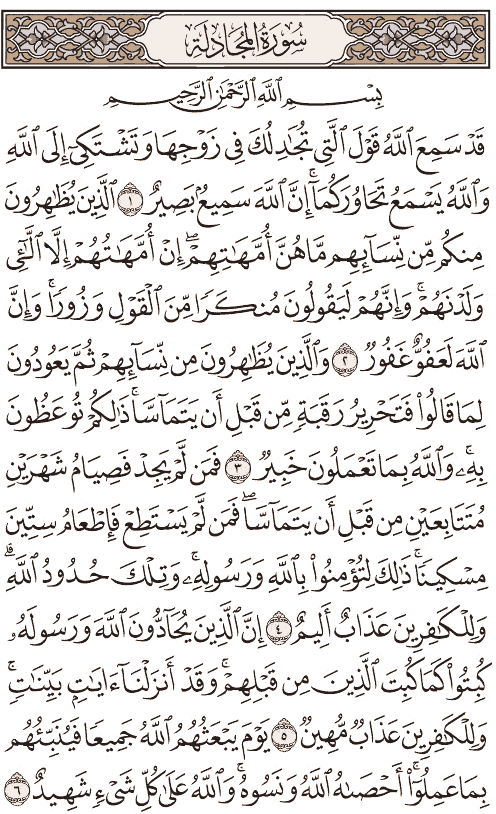 سُورَةُ المُجَادلَةِ
بِسْمِ ٱللَّهِ ٱلرَّحْمَٰنِ ٱلرَّحِيمِ
قَدْ سَمِعَ ٱللَّهُ قَوْلَ ٱلَّتِى تُجَٰدِلُكَ فِى زَوْجِهَا وَتَشْتَكِىٓ إِلَى ٱللَّهِ
وَٱللَّهُ يَسْمَعُ تَحَاوُرَكُمَآ ۚ إِنَّ ٱللَّهَ سَمِيعٌۢ بَصِيرٌ ١ ٱلَّذِينَ يُظَٰهِرُونَ
مِنكُم مِّن نِّسَآئِهِم مَّا هُنَّ أُمَّهَٰتِهِمْ ۖ إِنْ أُمَّهَٰتُهُمْ إِلَّا ٱلَّٰٓـِٔى
وَلَدْنَهُمْ ۚ وَإِنَّهُمْ لَيَقُولُونَ مُنكَرًا مِّنَ ٱلْقَوْلِ وَزُورًا ۚ وَإِنَّ
ٱللَّهَ لَعَفُوٌّ غَفُورٌ ٢ وَٱلَّذِينَ يُظَٰهِرُونَ مِن نِّسَآئِهِمْ ثُمَّ يَعُودُونَ
لِمَا قَالُوا۟ فَتَحْرِيرُ رَقَبَةٍ مِّن قَبْلِ أَن يَتَمَآسَّا ۚ ذَٰلِكُمْ تُوعَظُونَ
بِهِۦ ۚ وَٱللَّهُ بِمَا تَعْمَلُونَ خَبِيرٌ ٣ فَمَن لَّمْ يَجِدْ فَصِيَامُ شَهْرَيْنِ
مُتَتَابِعَيْنِ مِن قَبْلِ أَن يَتَمَآسَّا ۖ فَمَن لَّمْ يَسْتَطِعْ فَإِطْعَامُ سِتِّينَ
مِسْكِينًا ۚ ذَٰلِكَ لِتُؤْمِنُوا۟ بِٱللَّهِ وَرَسُولِهِۦ ۚ وَتِلْكَ حُدُودُ ٱللَّهِ ۗ
وَلِلْكَٰفِرِينَ عَذَابٌ أَلِيمٌ ٤ إِنَّ ٱلَّذِينَ يُحَآدُّونَ ٱللَّهَ وَرَسُولَهُۥ
كُبِتُوا۟ كَمَا كُبِتَ ٱلَّذِينَ مِن قَبْلِهِمْ ۚ وَقَدْ أَنزَلْنَآ ءَايَٰتٍۭ بَيِّنَٰتٍ ۚ
وَلِلْكَٰفِرِينَ عَذَابٌ مُّهِينٌ ٥ يَوْمَ يَبْعَثُهُمُ ٱللَّهُ جَمِيعًا فَيُنَبِّئُهُم
بِمَا عَمِلُوٓا۟ ۚ أَحْصَىٰهُ ٱللَّهُ وَنَسُوهُ ۚ وَٱللَّهُ عَلَىٰ كُلِّ شَىْءٍ شَهِيدٌ ٦